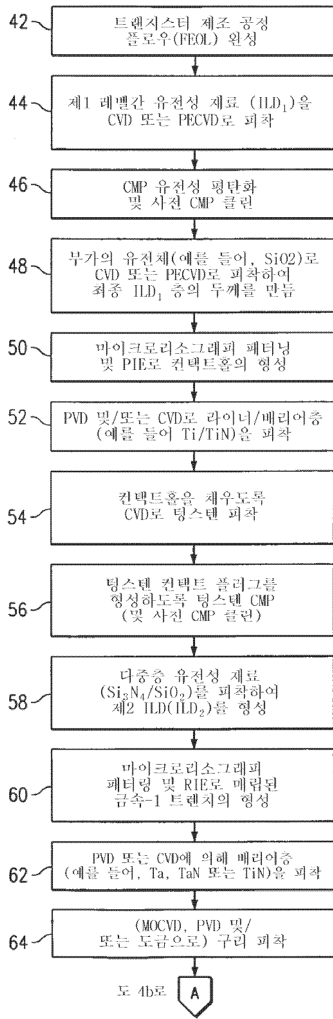 42
트랜지스터 제조 공정
플로우(FEOL) 완성
44
제1 레벨간 유전성 재료 (ILD₁)을
CVD 또는 PECVD로 피착
46
CMP 유전성 평탄화
및 사전 CMP 클린
48
부가의 유전체(예를 들어, SiO2)로
CVD 또는 PECVD로 피착하여
최종 ILD₁ 층의 두께를 만듬
50
마이크로리소그래피 패터닝
및 PIE로 컨택트홀의 형성
52
PVD 및/또는 CVD로 라이너/배리어층
(예를 들어 Ti/TiN)을 피착
54
컨택트홀을 채우도록
CVD로 텅스텐 피착
56
텅스텐 컨택트 플러그를
형성하도록 텅스텐 CMP
(및 사전 CMP 클린)
58
다중층 유전성 재료
(Si₃N₄/SiO₂)를 피착하여
제2 ILD(ILD₂)를 형성
60
마이크로리소그래피
패터링 및 RIE로 매립된
금속-1 트렌치의 형성
62
PVD 또는 CVD에 의해 배리어층
(예를 들어, Ta, TaN 또는 TiN)을 피착
64
(MOCVD, PVD 및/
또는 도금으로) 구리 피착
도 4b로 A